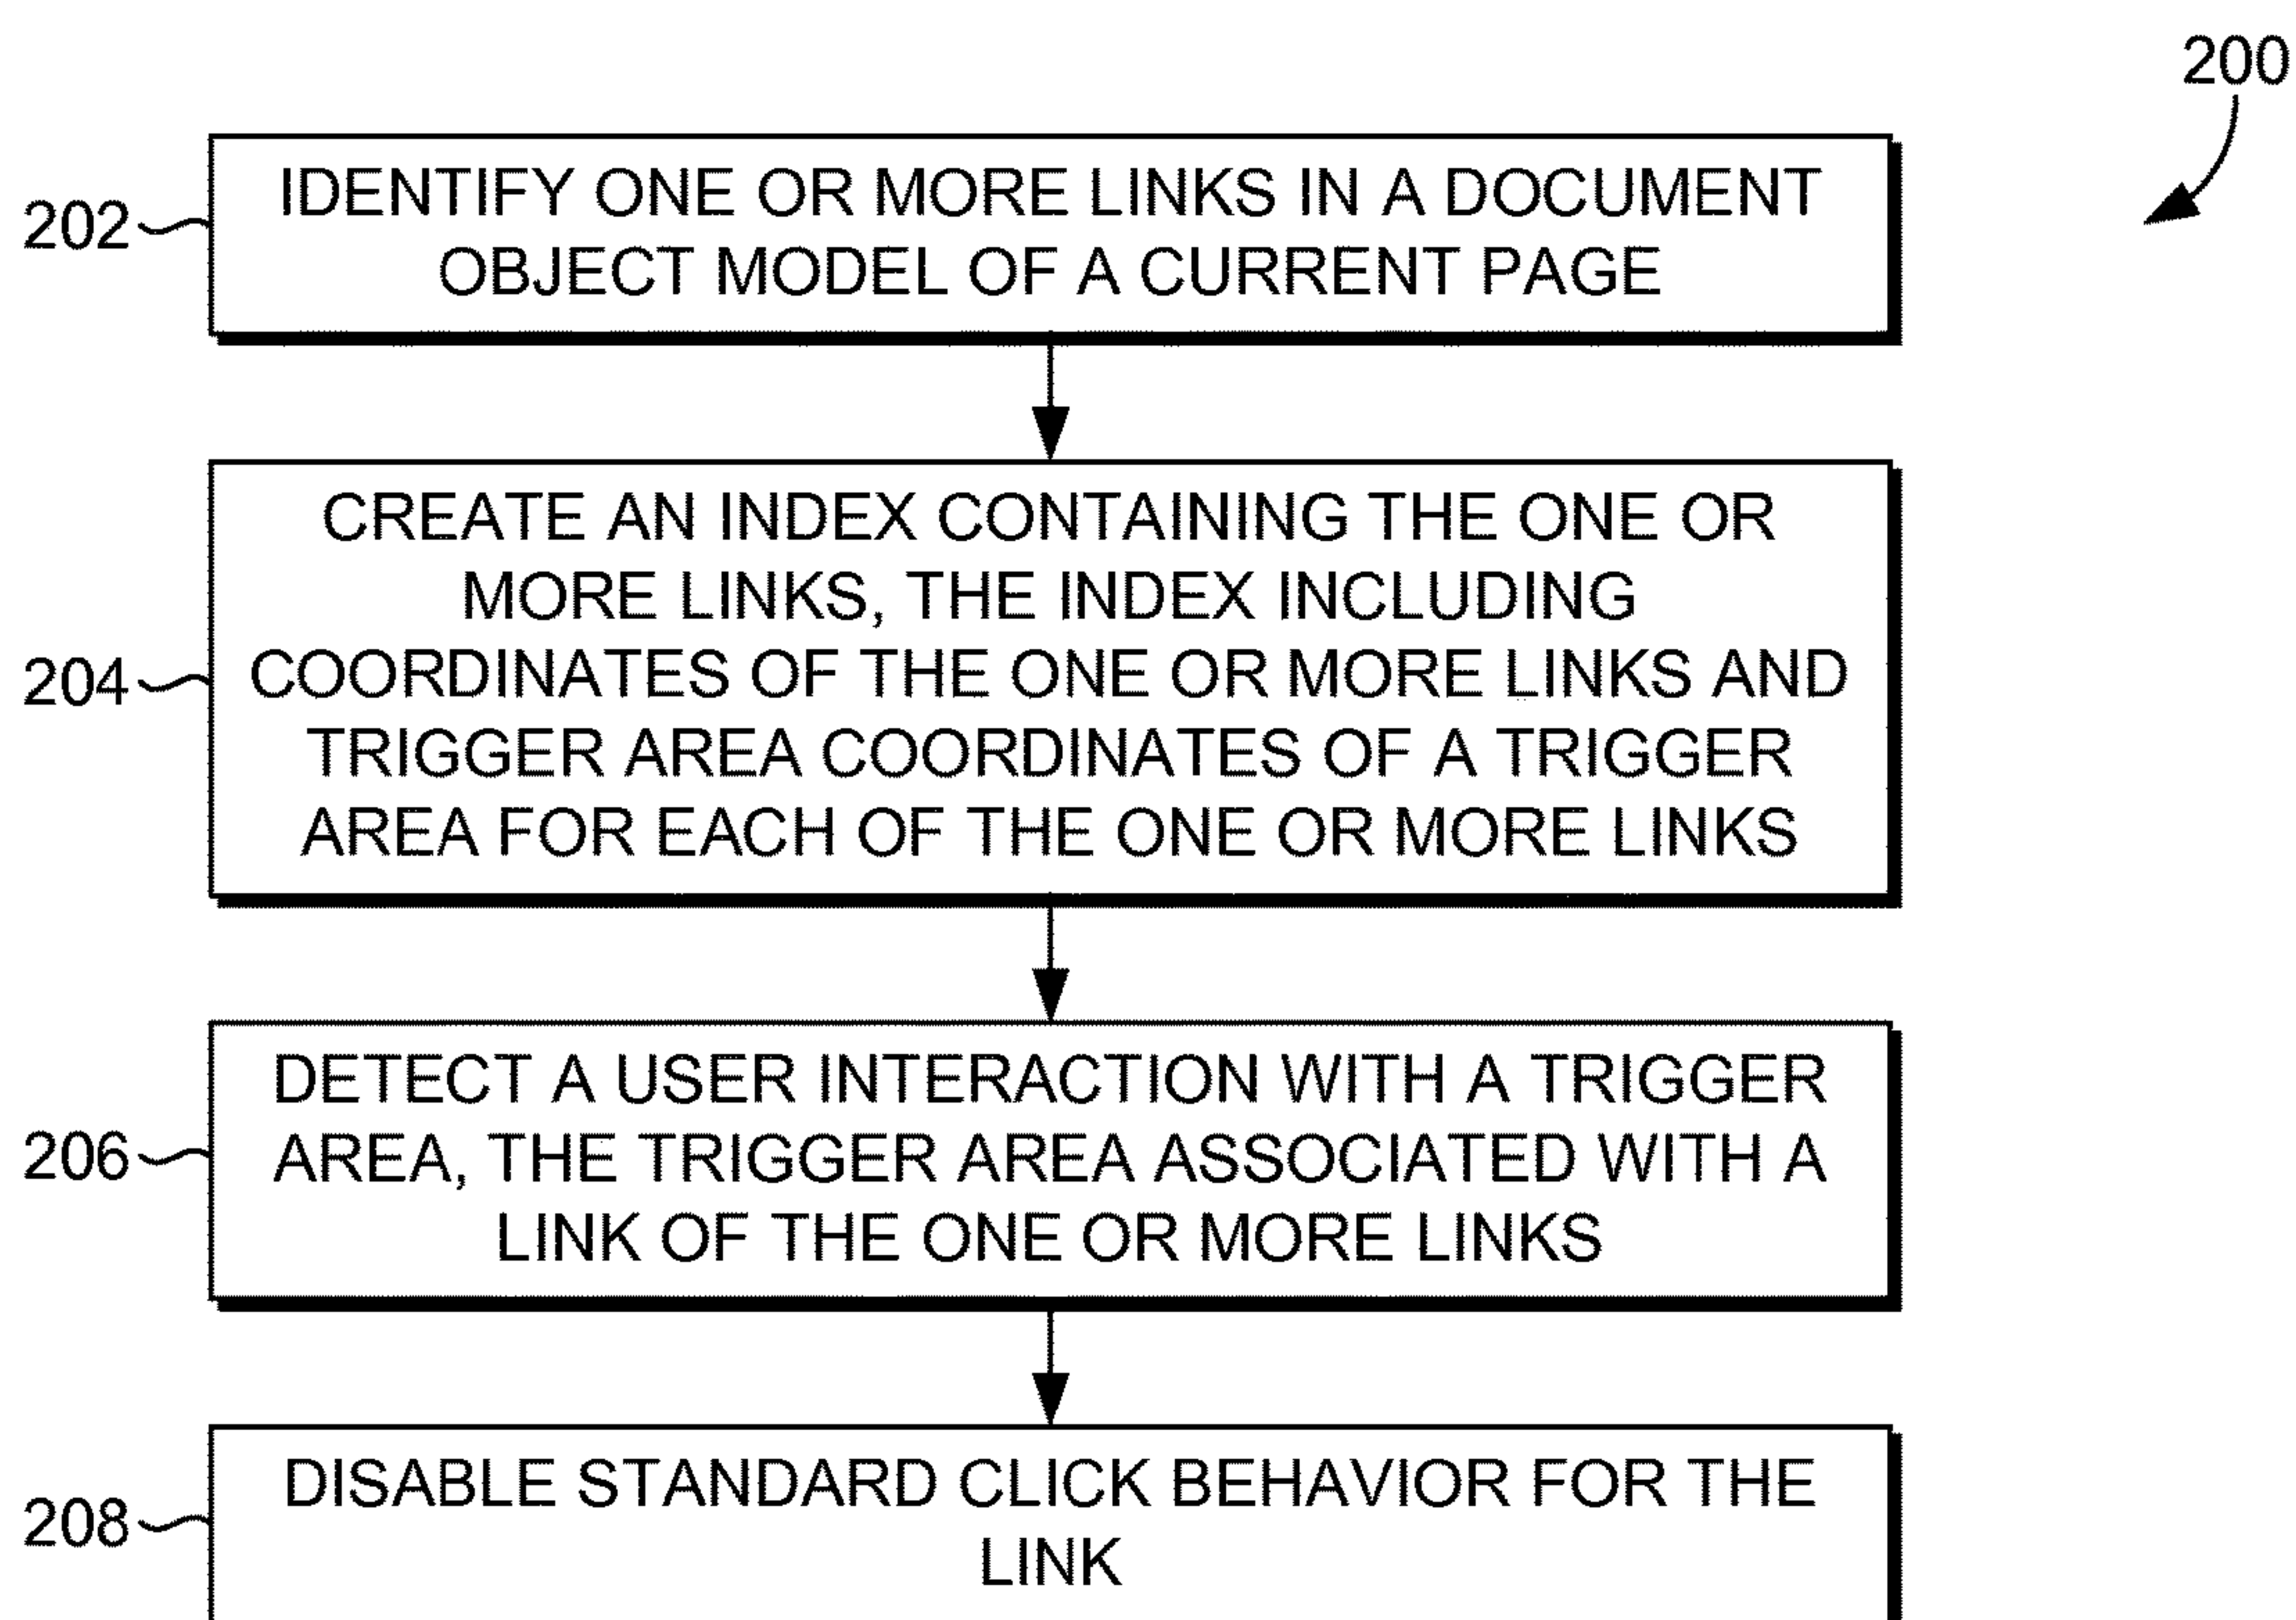 200
202
IDENTIFY ONE OR MORE LINKS IN A DOCUMENT
OBJECT MODEL OF A CURRENT PAGE
204
CREATE AN INDEX CONTAINING THE ONE OR
MORE LINKS, THE INDEX INCLUDING
COORDINATES OF THE ONE OR MORE LINKS AND
TRIGGER AREA COORDINATES OF A TRIGGER
AREA FOR EACH OF THE ONE OR MORE LINKS
206
DETECT A USER INTERACTION WITH A TRIGGER
AREA, THE TRIGGER AREA ASSOCIATED WITH A
LINK OF THE ONE OR MORE LINKS
208
DISABLE STANDARD CLICK BEHAVIOR FOR THE
LINK